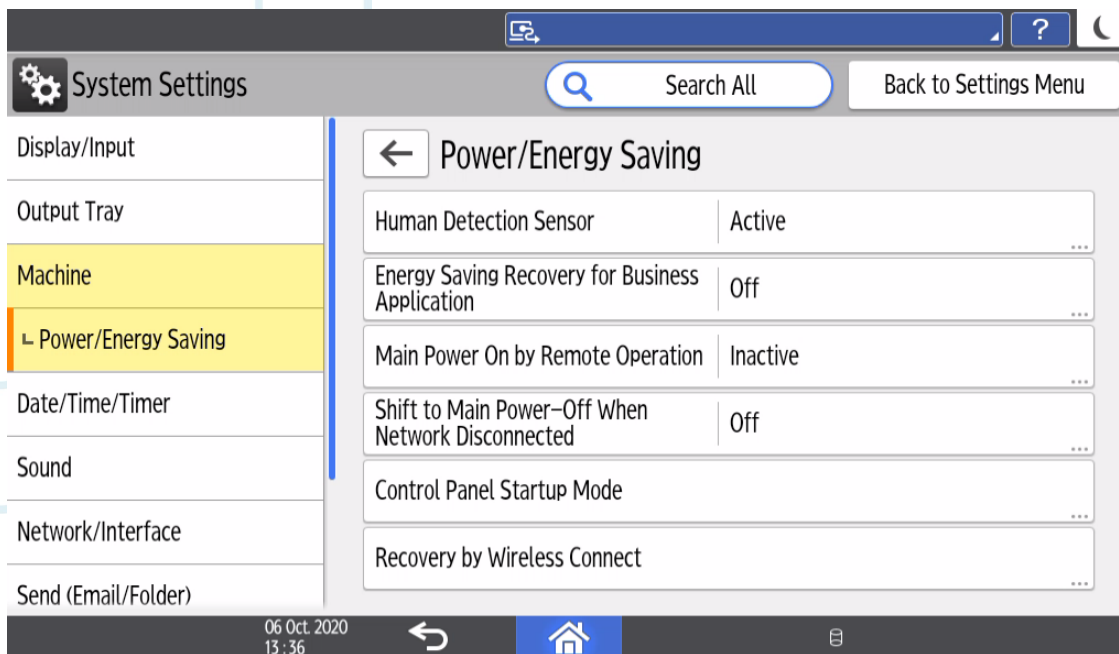 ?
System Settings
Search All
Back to Settings Menu
Display/Input
Output Tray
Machine
Power/Energy Saving
Date/Time/Timer
Sound
Network/Interface
Send (Email/Folder)
Power/Energy Saving
Human Detection Sensor Active
Energy Saving Recovery for Business
Application Off
Main Power On by Remote Operation Inactive
Shift to Main Power-Off When
Network Disconnected Off
Control Panel Startup Mode
Recovery by Wireless Connect
06 Oct. 2020
13:36